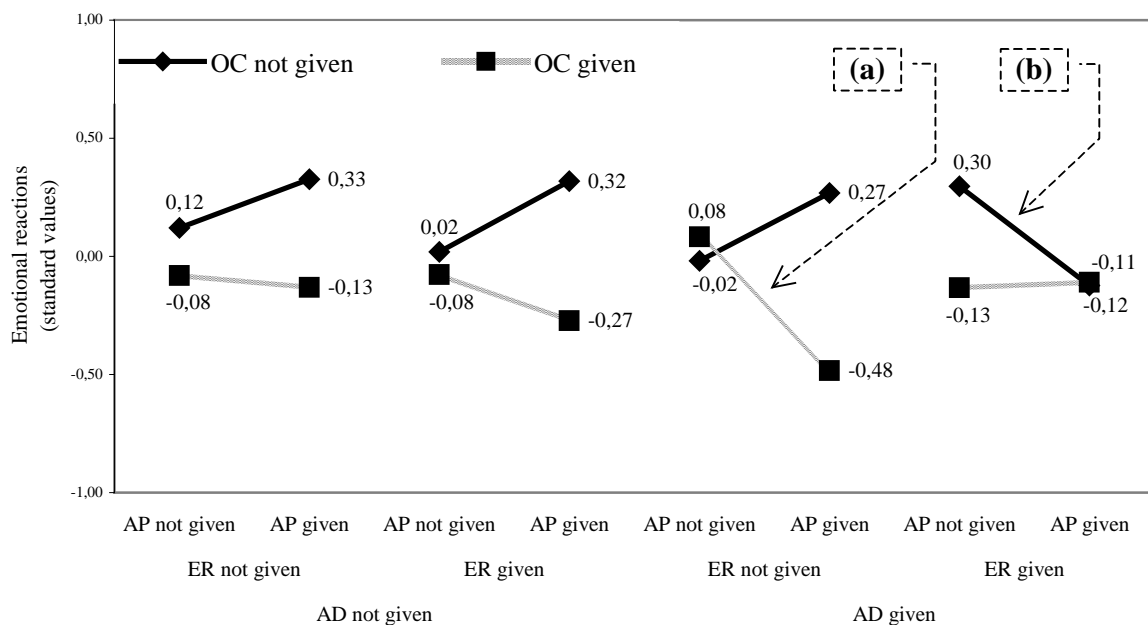 1,00
0,50
0,00
-0,50
-1,00
Emotional reactions
(standard values)
OC not given
OC given
(a)
(b)
0,12
0,33
-0,08
-0,13
0,02
0,32
-0,08
-0,27
0,08
0,27
-0,02
-0,48
0,30
-0,11
-0,13
-0,12
AP not given AP given AP not given AP given AP not given AP given AP not given AP given
ER not given ER given ER not given ER given
AD not given AD given